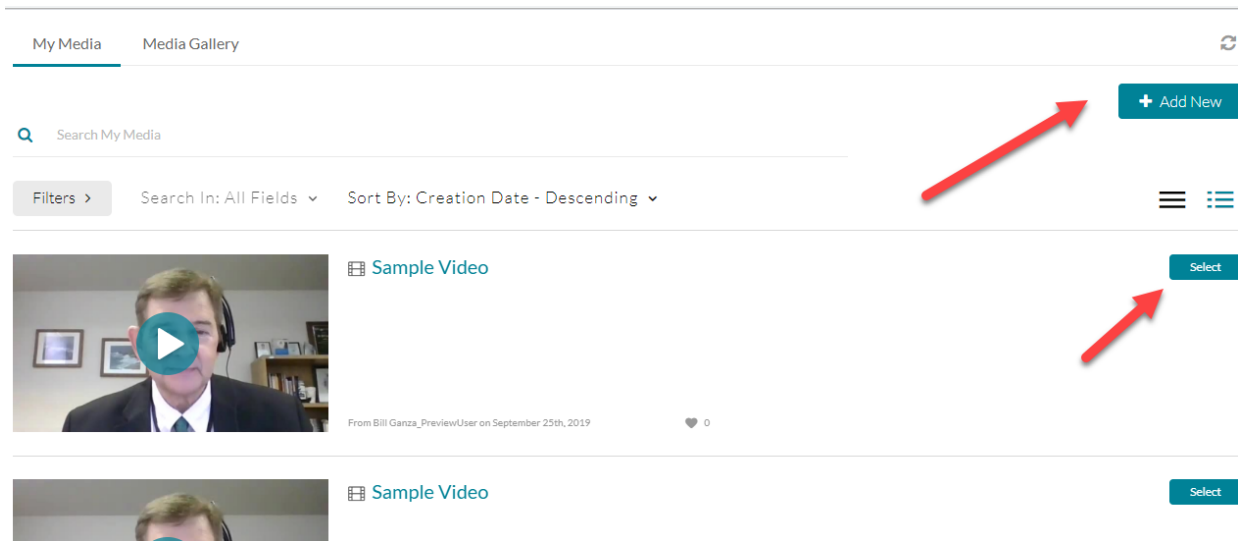 My Media Media Gallery
+ Add New
Search My Media
Filters > Search In: All Fields Sort By: Creation Date - Descending
Sample Video Select
From Bill Ganza_PreviewUser on September 25th, 2019 0
Sample Video Select